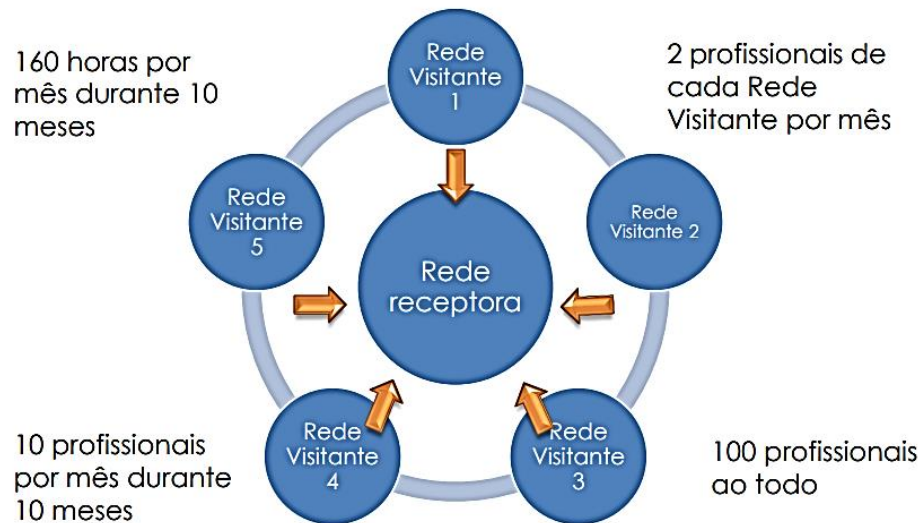 160 horas por
mês durante 10
meses
Rede
Visitante
1
2 profissionais de
cada Rede
Visitante por mês
Rede
Visitante
5
Rede
Visitante 2
Rede
receptora
Rede
Visitante
4
Rede
Visitante
3
10 profissionais
por mês durante
10 meses
100 profissionais
ao todo